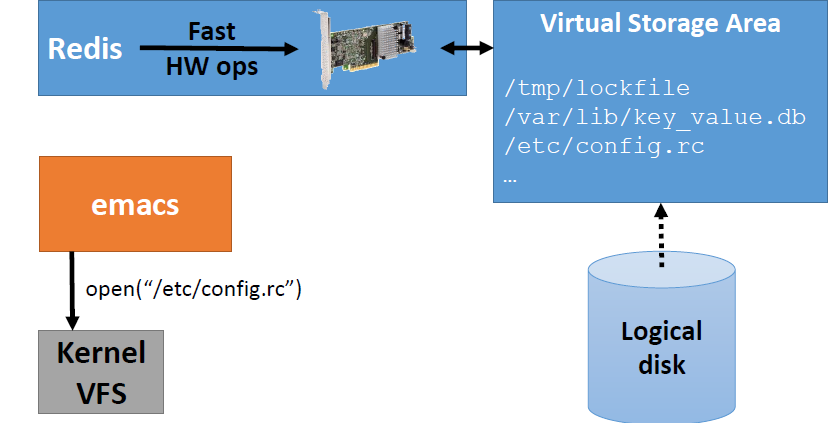 Redis
Fast
HW ops
Virtual Storage Area
/tmp/lockfile
/var/lib/key_value.db
/etc/config.rc
…
emacs
open(“/etc/config.rc”)
Kernel
VFS
Logical
disk